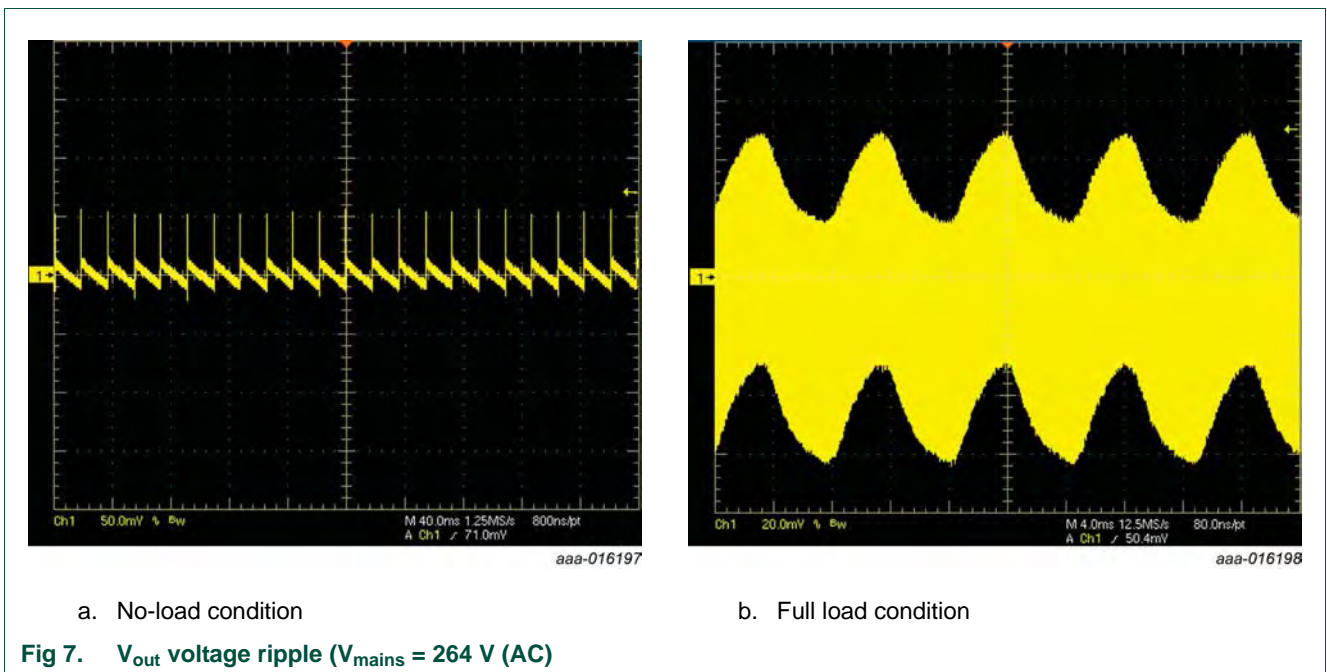 1
Ch1 50.0mV ∿ BW
M 40.0ms 1.25MS/s 800ns/pt
A Ch1 ∕ 71.0mV
aaa-016197
a. No-load condition
1
Ch1 20.0mV ∿ BW
M 4.0ms 12.5MS/s 80.0ns/pt
A Ch1 ∕ 50.4mV
aaa-016198
b. Full load condition
Fig 7. Vout voltage ripple (Vmains = 264 V (AC)